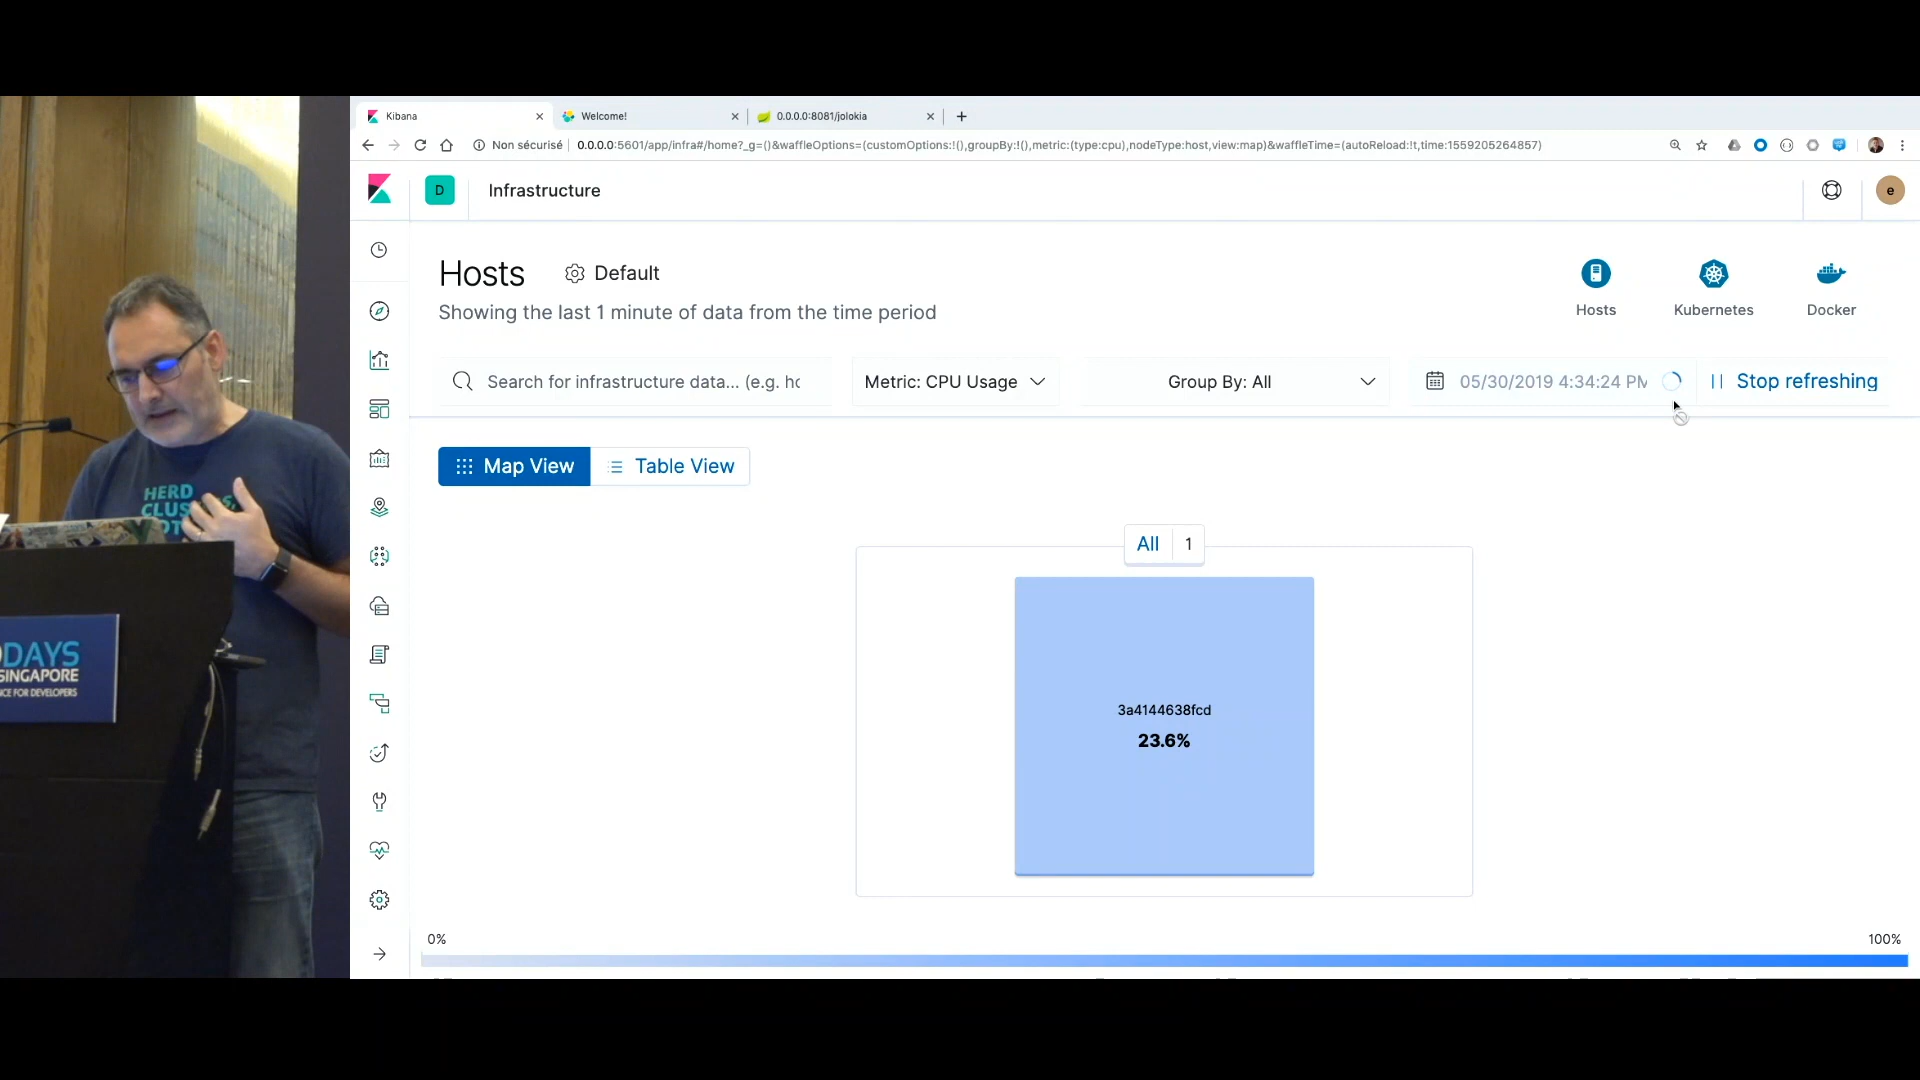 Kibana
Welcome!
0.0.0.0:8081/jolokia
Non sécurisé
0.0.0.0:5601/app/infra#/home?_g=()&waffleOptions=(customOptions:!(),groupBy:!(),metric:(type:cpu),nodeType:host,view:map)&waffleTime=(autoReload:!t,time:1559205264857)
D
Infrastructure
e
Hosts
Default
Showing the last 1 minute of data from the time period
Hosts
Kubernetes
Docker
Search for infrastructure data... (e.g. hc
Metric: CPU Usage
Group By: All
05/30/2019 4:34:24 PM
Stop refreshing
Map View
Table View
All
1
3a4144638fcd
23.6%
0%
100%
HERD
CLUS
DAYS
SINGAPORE
NCE FOR DEVELOPERS